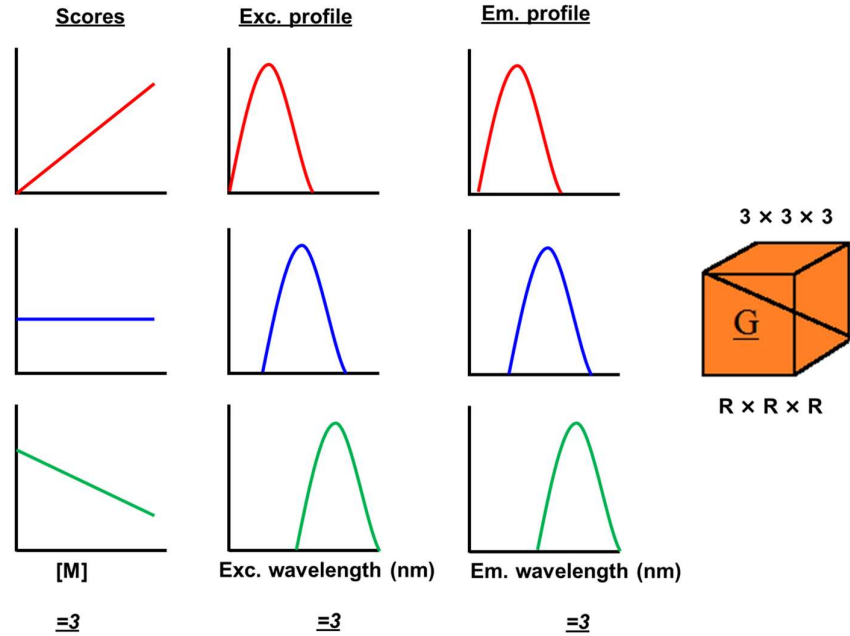 Scores
Exc. profile
Em. profile
3 × 3 × 3
G
R × R × R
[M]
Exc. wavelength (nm)
Em. wavelength (nm)
=3
=3
=3